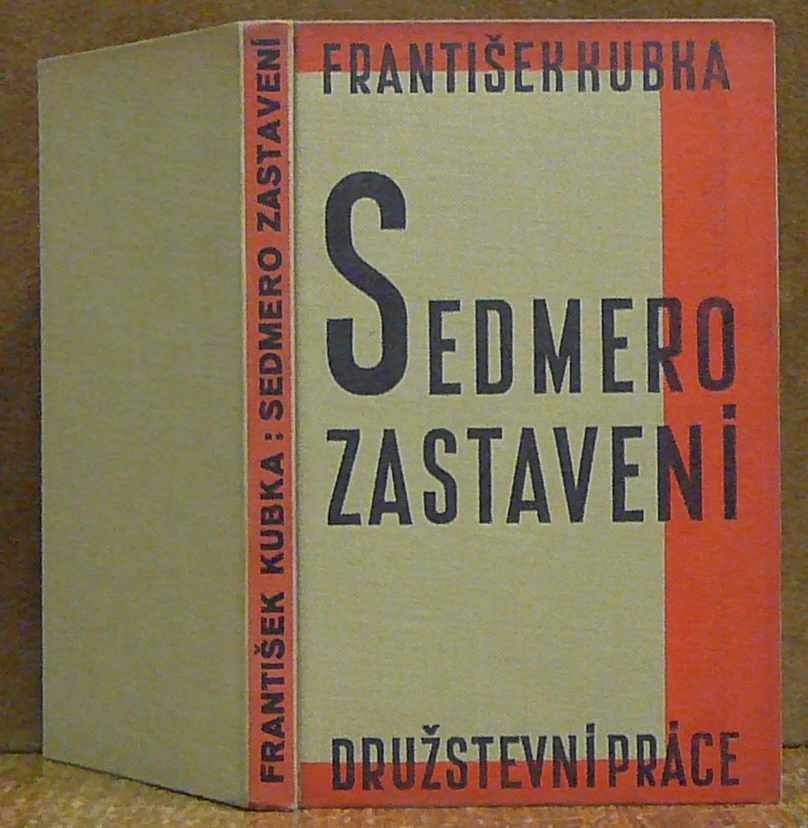 FRANTIŠEK KUBKA : SEDMERO ZASTAVENÍ
FRANTIŠEK KUBKA
SEDMERO
ZASTAVENÍ
DRUŽSTEVNÍ PRÁCE